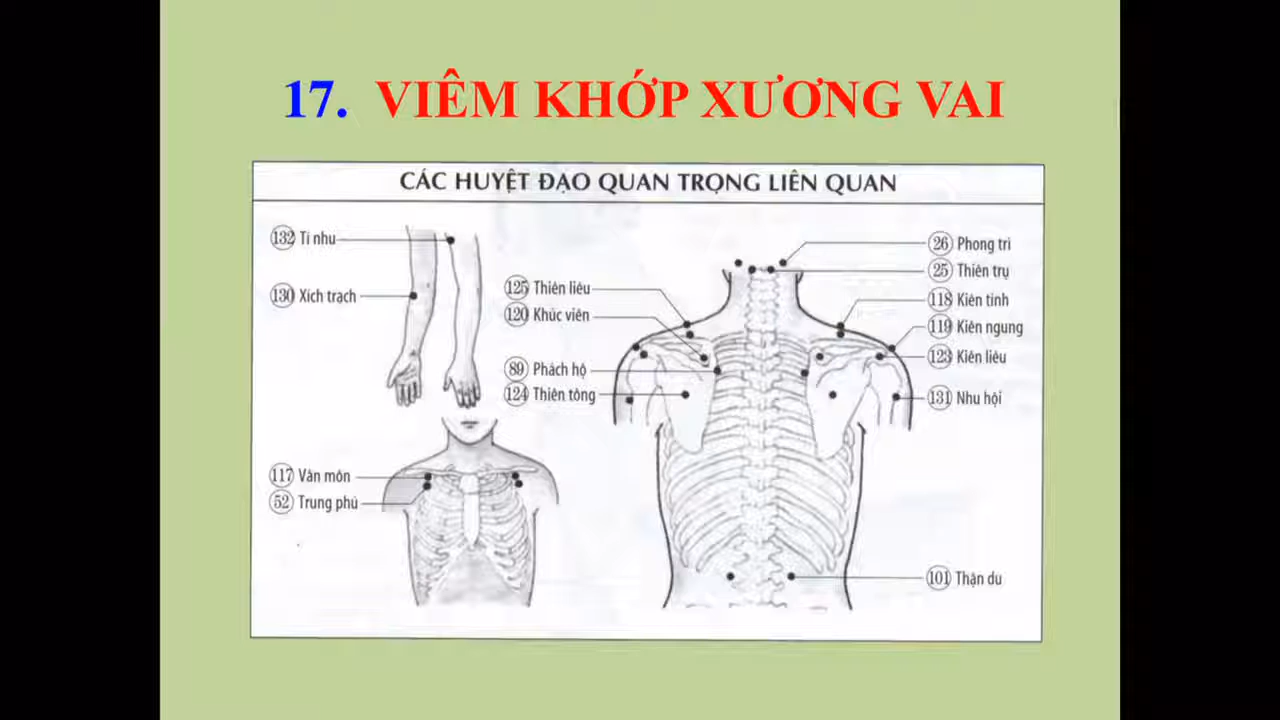 17. VIÊM KHỚP XƯƠNG VAI
CÁC HUYỆT ĐẠO QUAN TRỌNG LIÊN QUAN
132 Tí nhu
130 Xích trạch
125 Thiên liêu
120 Khúc viên
89 Phách hộ
124 Thiên tông
117 Vân môn
52 Trung phủ
26 Phong trì
25 Thiên trụ
118 Kiên tỉnh
119 Kiên ngung
123 Kiên liêu
131 Nhu hội
101 Thận du